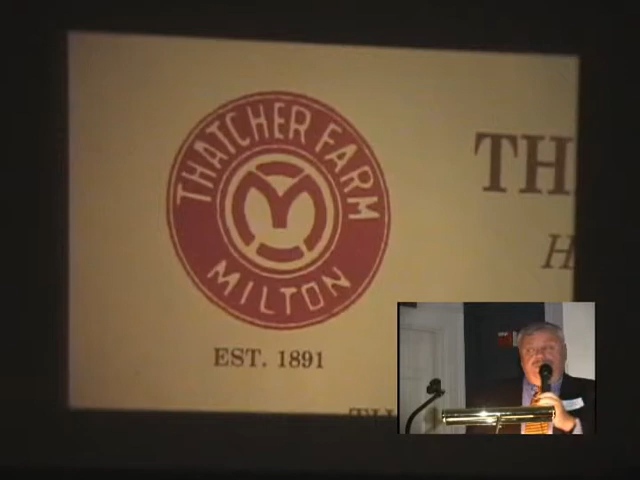 THATCHER FARM
MILTON
EST. 1891
TH
H